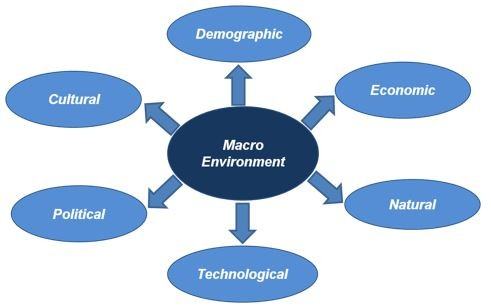 Demographic
Cultural
Economic
Macro
Environment
Political
Natural
Technological